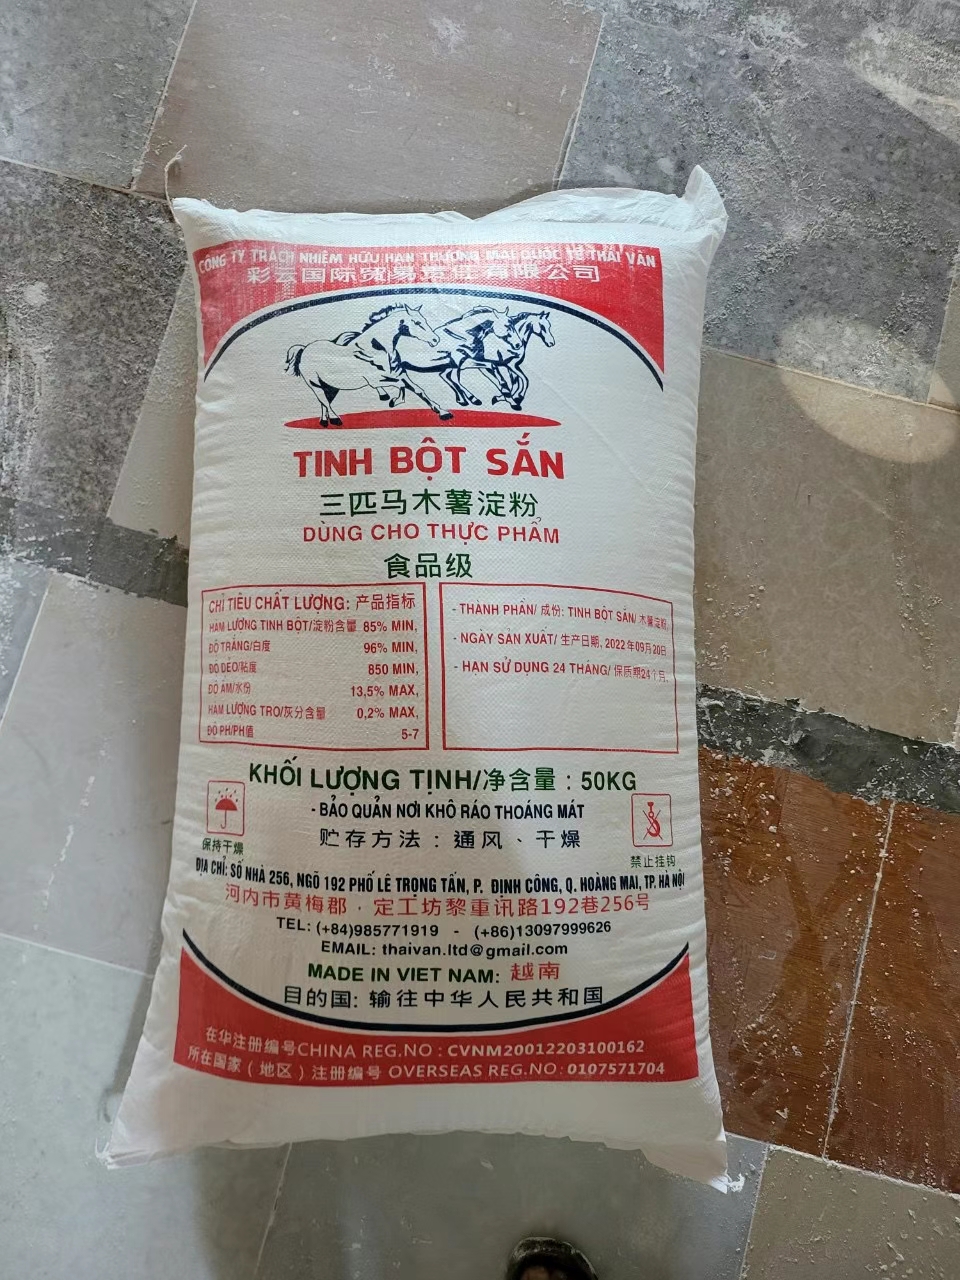 CÔNG TY TRÁCH NHIỆM HỮU HẠN THƯƠNG MẠI QUỐC TẾ THÁI VÂN
彩云国际贸易责任有限公司
TINH BỘT SẮN
三匹马木薯淀粉
DÙNG CHO THỰC PHẨM
食品级
CHỈ TIÊU CHẤT LƯỢNG: 产品指标
HÀM LƯỢNG TINH BỘT/淀粉含量 85% MIN,
ĐỘ TRẮNG/白度 96% MIN,
ĐỘ DẺO/粘度 850 MIN,
ĐỘ ẨM/水份 13,5% MAX,
HÀM LƯỢNG TRO/灰分含量 0,2% MAX,
ĐỘ PH/PH值 5-7
- THÀNH PHẦN/ 成份: TINH BỘT SẮN/ 木薯淀粉,
- NGÀY SẢN XUẤT/ 生产日期, 2022年09月20日
- HẠN SỬ DỤNG 24 THÁNG/ 保质期24个月,
KHỐI LƯỢNG TỊNH/净含量 : 50KG
- BẢO QUẢN NƠI KHÔ RÁO THOÁNG MÁT
贮存方法 : 通风、干燥
保持干燥
禁止挂钩
ĐỊA CHỈ: SỐ NHÀ 256, NGÕ 192 PHỐ LÊ TRỌNG TẤN, P. ĐỊNH CÔNG, Q. HOÀNG MAI, TP. HÀ NỘI
河内市黄梅郡 · 定工坊黎重讯路192巷256号
TEL: (+84)985771919 - (+86)13097999626
EMAIL: thaivan.ltd@gmail.com
MADE IN VIET NAM: 越南
目的国: 输往中华人民共和国
在华注册编号CHINA REG.NO : CVNM20012203100162
所在国家（地区）注册编号 OVERSEAS REG.NO : 0107571704